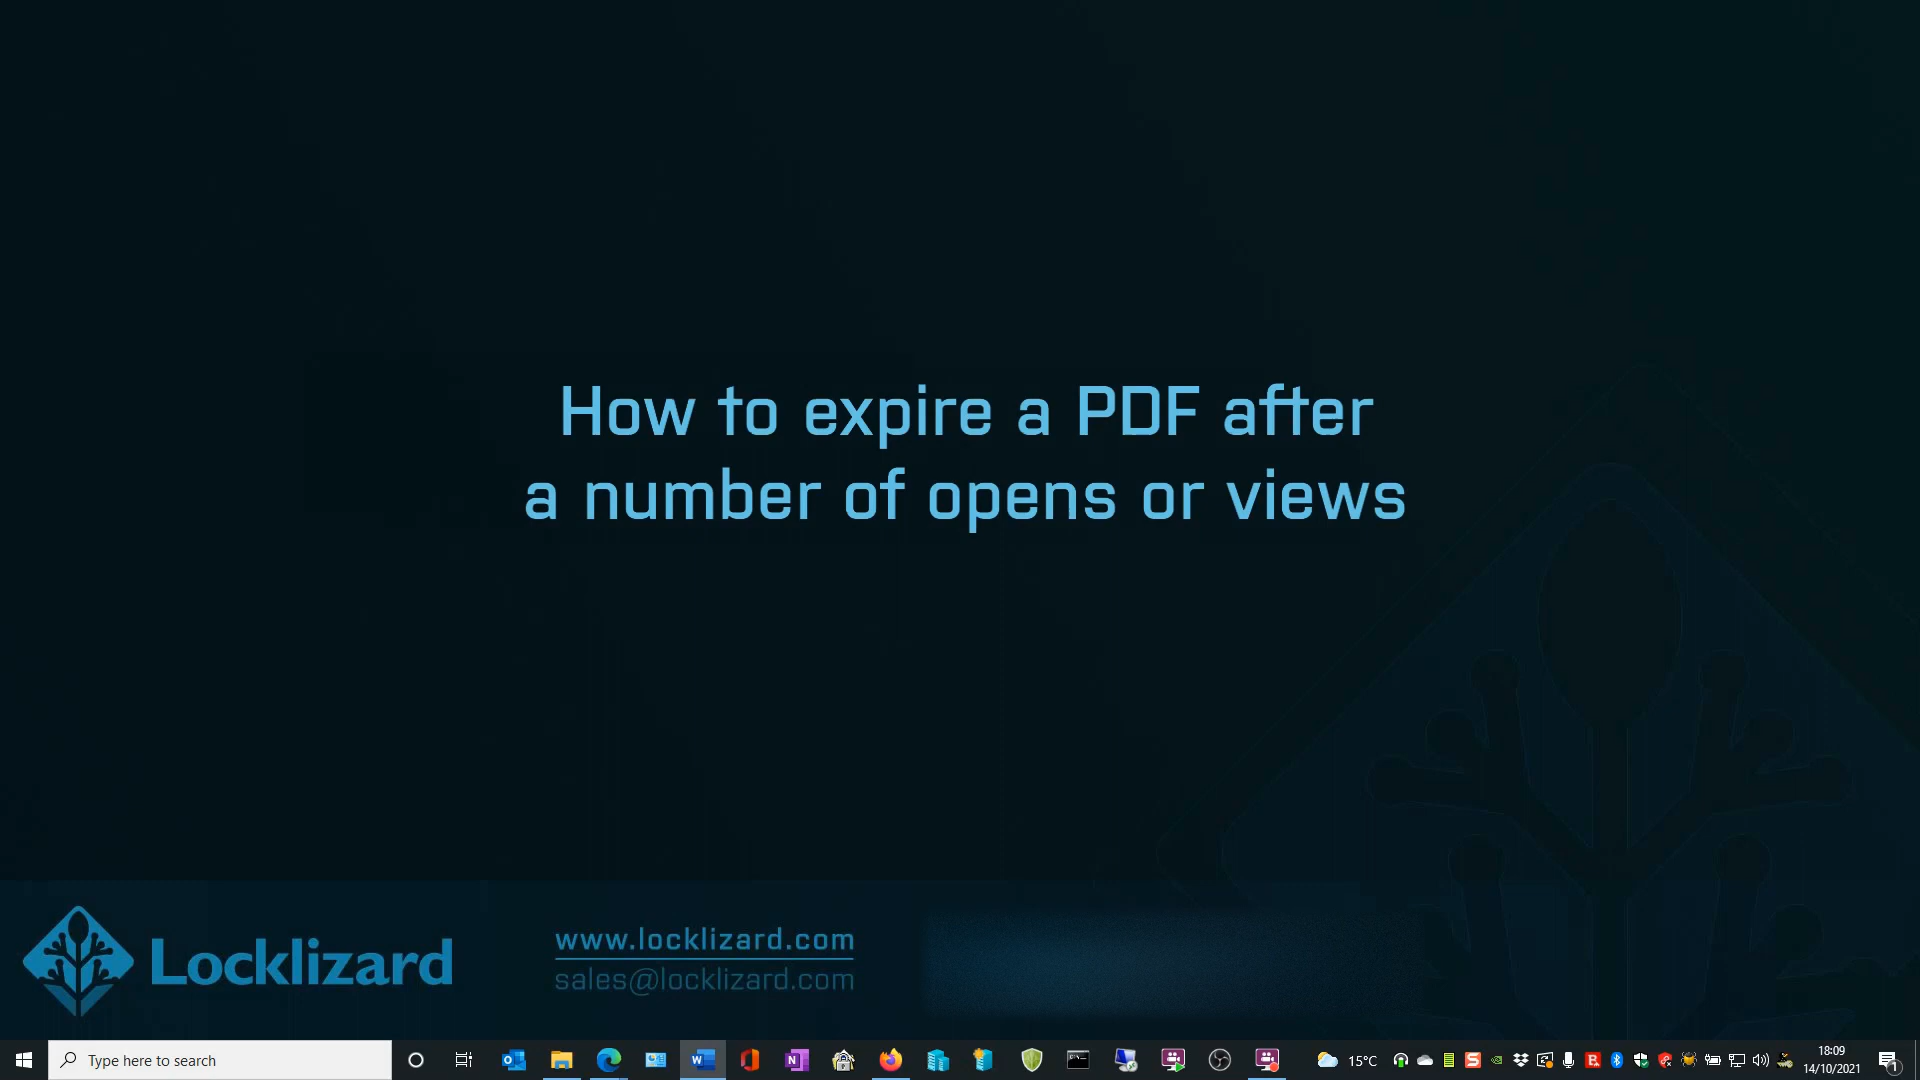 How to expire a PDF after
a number of opens or views
Locklizard
www.locklizard.com
sales@locklizard.com
Type here to search
15°C
18:09
14/10/2021